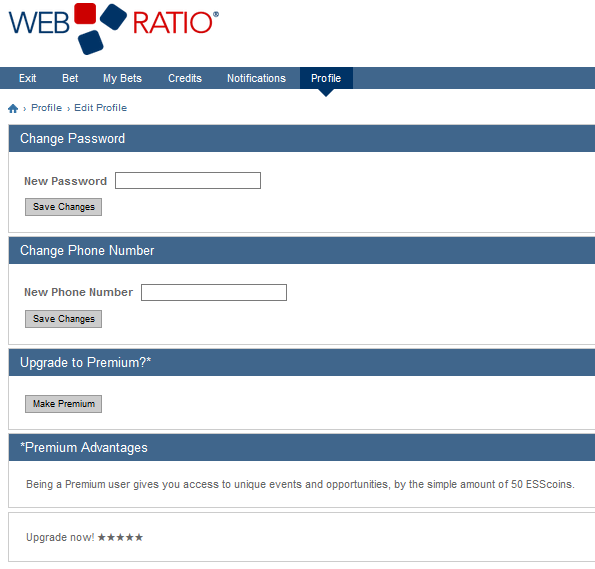 WEB RATIO®
Exit Bet My Bets Credits Notifications Profile
› Profile › Edit Profile
Change Password
New Password
Save Changes
Change Phone Number
New Phone Number
Save Changes
Upgrade to Premium?*
Make Premium
*Premium Advantages
Being a Premium user gives you access to unique events and opportunities, by the simple amount of 50 ESScoins.
Upgrade now! ★★★★★